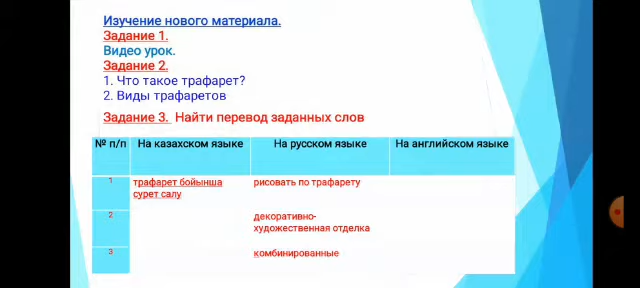 Изучение нового материала.
Задание 1.
Видео урок.
Задание 2.
1. Что такое трафарет?
2. Виды трафаретов
Задание 3. Найти перевод заданных слов
№ п/п На казахском языке На русском языке На английском языке
1 трафарет бойынша рисовать по трафарету
сурет салу
2 декоративно-
художественная отделка
3 комбинированные